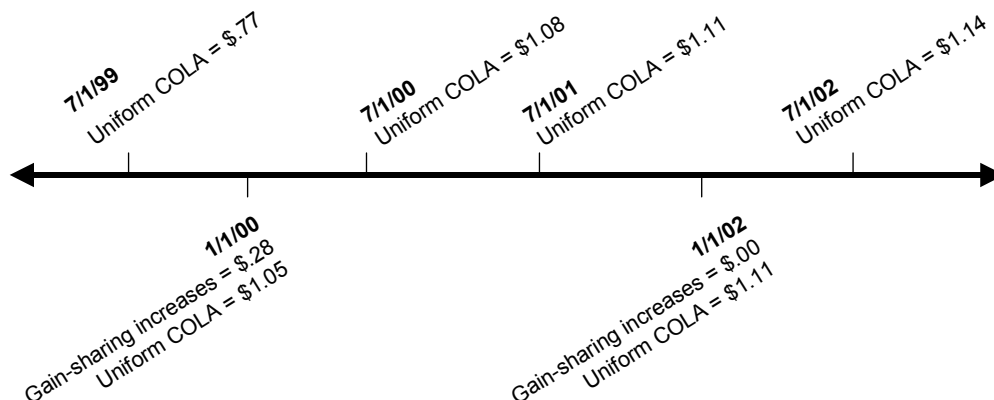 7/1/99
Uniform COLA = $.77
7/1/00
Uniform COLA = $1.08
7/1/01
Uniform COLA = $1.11
7/1/02
Uniform COLA = $1.14
1/1/00
Gain-sharing increases = $.28
Uniform COLA = $1.05
1/1/02
Gain-sharing increases = $.00
Uniform COLA = $1.11